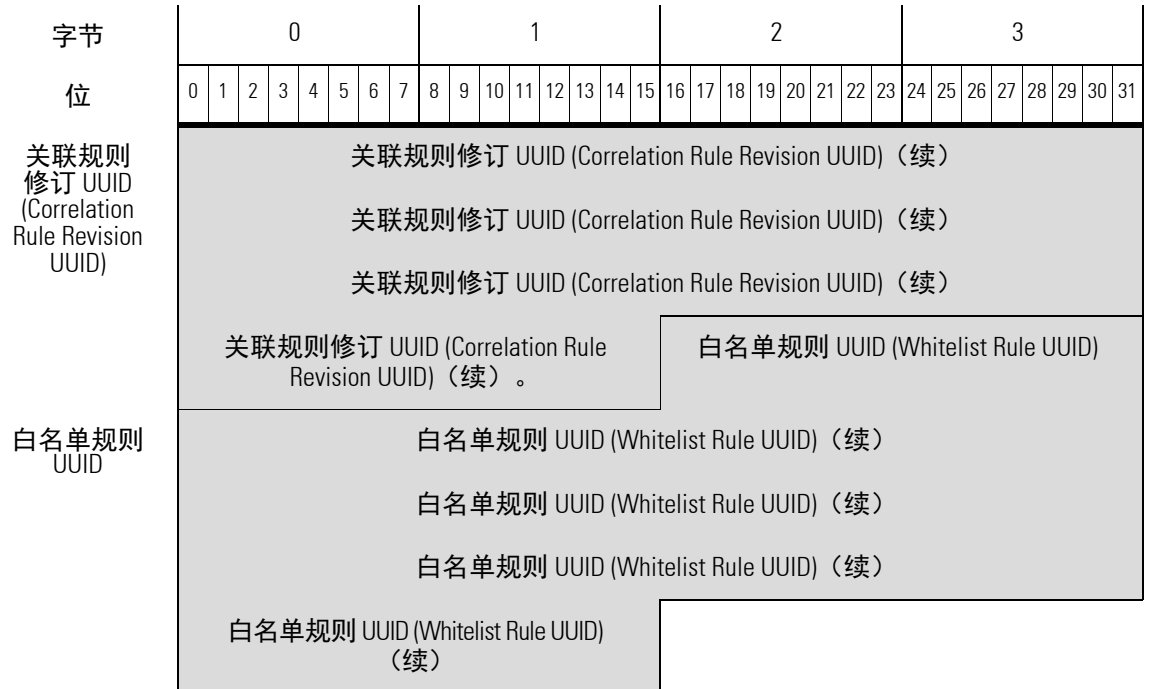 字节 0 1 2 3
位 0 1 2 3 4 5 6 7 8 9 10 11 12 13 14 15 16 17 18 19 20 21 22 23 24 25 26 27 28 29 30 31
关联规则
修订 UUID
(Correlation
Rule Revision
UUID)
关联规则修订 UUID (Correlation Rule Revision UUID)（续）
关联规则修订 UUID (Correlation Rule Revision UUID)（续）
关联规则修订 UUID (Correlation Rule Revision UUID)（续）
关联规则修订 UUID (Correlation Rule
Revision UUID)（续）。
白名单规则 UUID (Whitelist Rule UUID)
白名单规则
UUID
白名单规则 UUID (Whitelist Rule UUID)（续）
白名单规则 UUID (Whitelist Rule UUID)（续）
白名单规则 UUID (Whitelist Rule UUID)（续）
白名单规则 UUID (Whitelist Rule UUID)
（续）